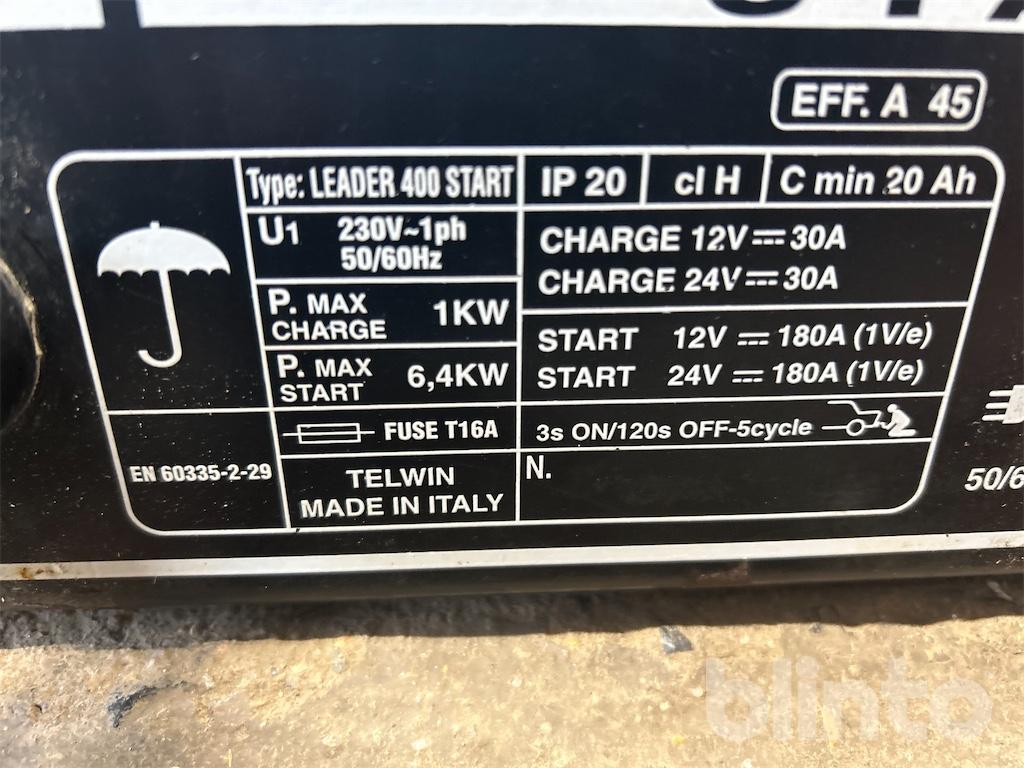 EFF. A 45
Type: LEADER 400 START
IP 20
cl H
C min 20 Ah
U1 230V~1ph
50/60Hz
CHARGE 12V⎓30A
CHARGE 24V⎓30A
P. MAX
CHARGE
1KW
START 12V ⎓ 180A (1V/e)
START 24V ⎓ 180A (1V/e)
P. MAX
START
6,4KW
FUSE T16A
3s ON/120s OFF-5cycle
EN 60335-2-29
TELWIN
MADE IN ITALY
N.
50/6
blinto